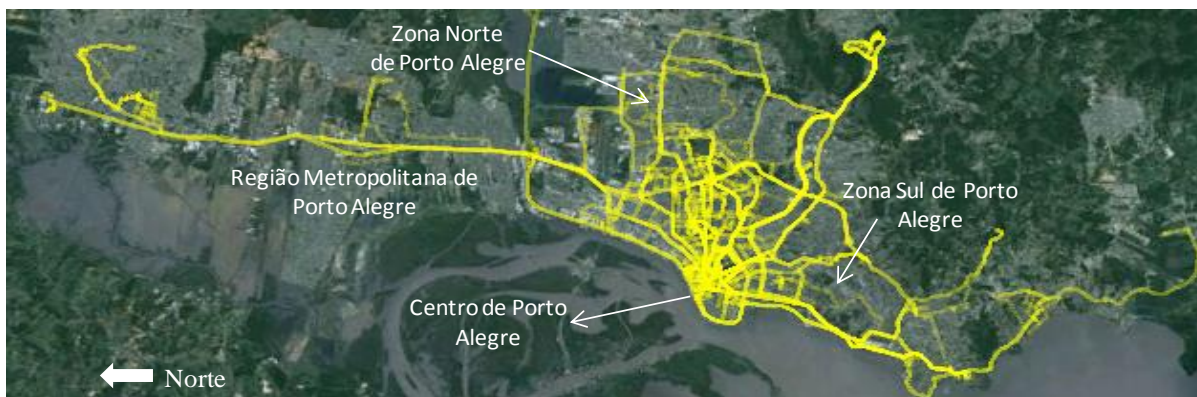 Zona Norte
de Porto Alegre
Região Metropolitana de
Porto Alegre
Zona Sul de Porto
Alegre
Centro de Porto
Alegre
Norte